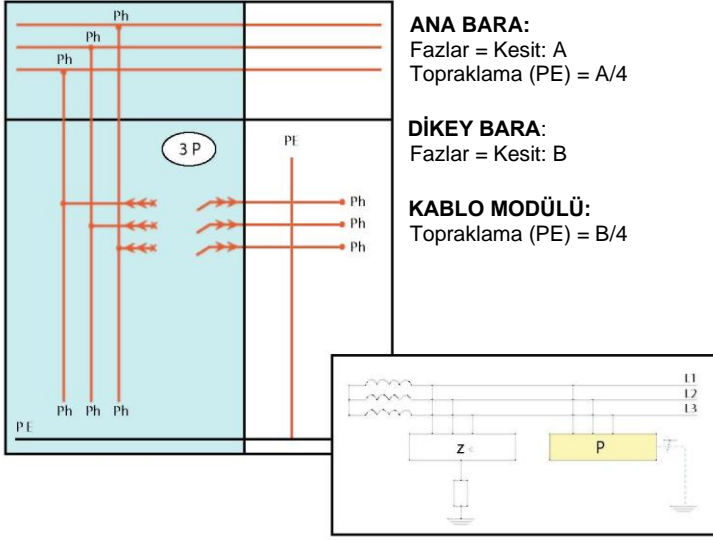 Ph
Ph
Ph
3 P
PE
Ph
Ph
Ph
Ph Ph Ph
PE
ANA BARA:
Fazlar = Kesit: A
Topraklama (PE) = A/4
DİKEY BARA:
Fazlar = Kesit: B
KABLO MODÜLÜ:
Topraklama (PE) = B/4
L1
L2
L3
Z <
P